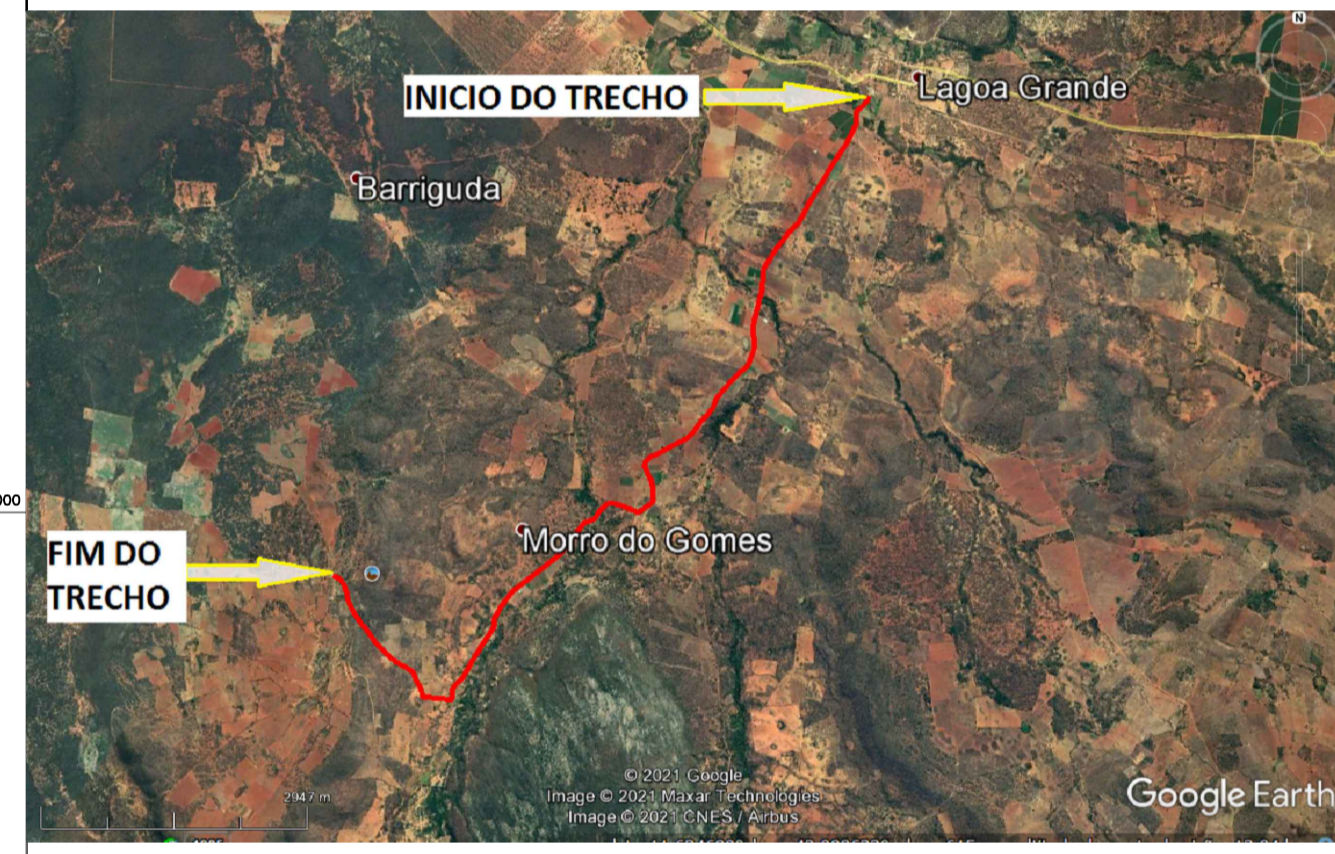 INICIO DO TRECHO
Lagoa Grande
Barriguda
000
Morro do Gomes
FIM DO
TRECHO
2947 m
© 2021 Google
Image © 2021 Maxar Technologies
Image © 2021 CNES / Airbus
Google Earth
N